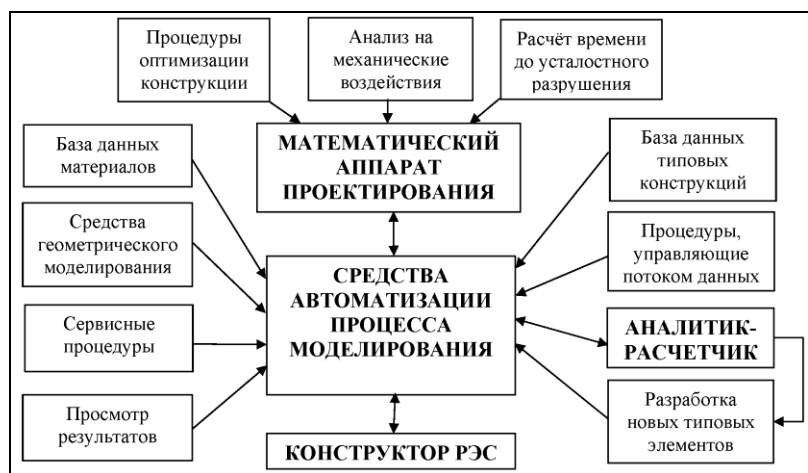 Процедуры
оптимизации
конструкции
Анализ на
механические
воздействия
Расчёт времени
до усталостного
разрушения
МАТЕМАТИЧЕСКИЙ
АППАРАТ
ПРОЕКТИРОВАНИЯ
База данных
материалов
Средства
геометрического
моделирования
Сервисные
процедуры
Просмотр
результатов
СРЕДСТВА
АВТОМАТИЗАЦИИ
ПРОЦЕССА
МОДЕЛИРОВАНИЯ
База данных
типовых
конструкций
Процедуры,
управляющие
потоком данных
АНАЛИТИК-
РАСЧЕТЧИК
Разработка
новых типовых
элементов
КОНСТРУКТОР РЭС